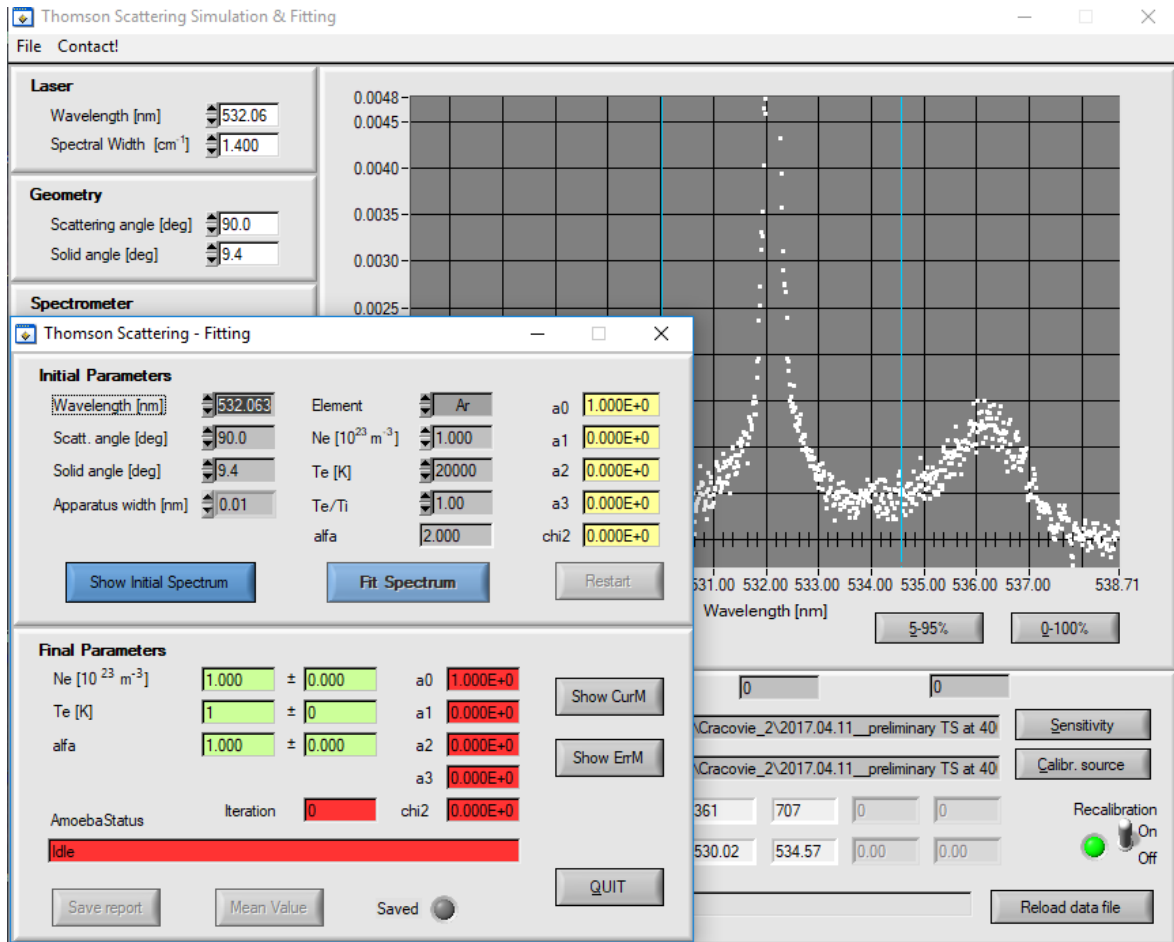 Thomson Scattering Simulation & Fitting
File Contact!
Laser
Wavelength [nm] 532.06
Spectral Width [cm⁻¹] 1.400
Geometry
Scattering angle [deg] 90.0
Solid angle [deg] 9.4
Spectrometer
0.0048
0.0045
0.0040
0.0035
0.0030
0.0025
531.00 532.00 533.00 534.00 535.00 536.00 537.00 538.71
Wavelength [nm]
5-95% 0-100%
Thomson Scattering - Fitting
Initial Parameters
Wavelength [nm] 532.063 Element Ar a0 1.000E+0
Scatt. angle [deg] 90.0 Ne [10²³ m⁻³] 1.000 a1 0.000E+0
Solid angle [deg] 9.4 Te [K] 20000 a2 0.000E+0
Apparatus width [nm] 0.01 Te/Ti 1.00 a3 0.000E+0
alfa 2.000 chi2 0.000E+0
Show Initial Spectrum Fit Spectrum Restart
Final Parameters
Ne [10 ²³ m⁻³] 1.000 ± 0.000 a0 1.000E+0
Te [K] 1 ± 0 a1 0.000E+0
alfa 1.000 ± 0.000 a2 0.000E+0
a3 0.000E+0
Iteration 0 chi2 0.000E+0
AmoebaStatus
Idle
Show CurM
Show ErrM
QUIT
Save report Mean Value Saved
0 0
\Cracovie_2\2017.04.11__preliminary TS at 40 Sensitivity
\Cracovie_2\2017.04.11__preliminary TS at 40 Calibr. source
361 707 0 0
530.02 534.57 0.00 0.00
Recalibration
On
Off
Reload data file